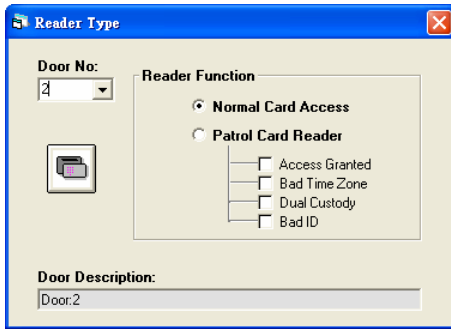 Reader Type
Door No:
2
Reader Function
Normal Card Access
Patrol Card Reader
Access Granted
Bad Time Zone
Dual Custody
Bad ID
Door Description:
Door:2